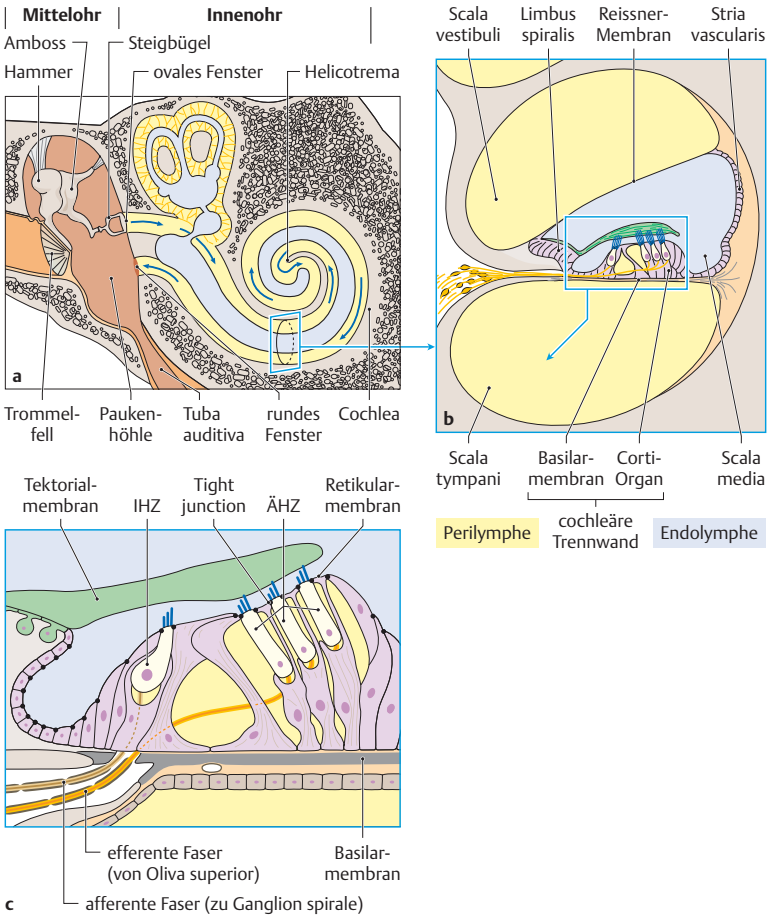 Mittelohr
Innenohr
Amboss
Steigbügel
Hammer
ovales Fenster
Helicotrema
a
Trommel-
fell
Pauken-
höhle
Tuba
auditiva
rundes
Fenster
Cochlea
Scala
vestibuli
Limbus
spiralis
Reissner-
Membran
Stria
vascularis
b
Scala
tympani
Basilar-
membran
Corti-
Organ
Scala
media
cochleäre
Trennwand
Perilymphe
Endolymphe
Tektorial-
membran
IHZ
Tight
junction
ÄHZ
Retikular-
membran
efferente Faser
(von Oliva superior)
Basilar-
membran
c
afferente Faser (zu Ganglion spirale)